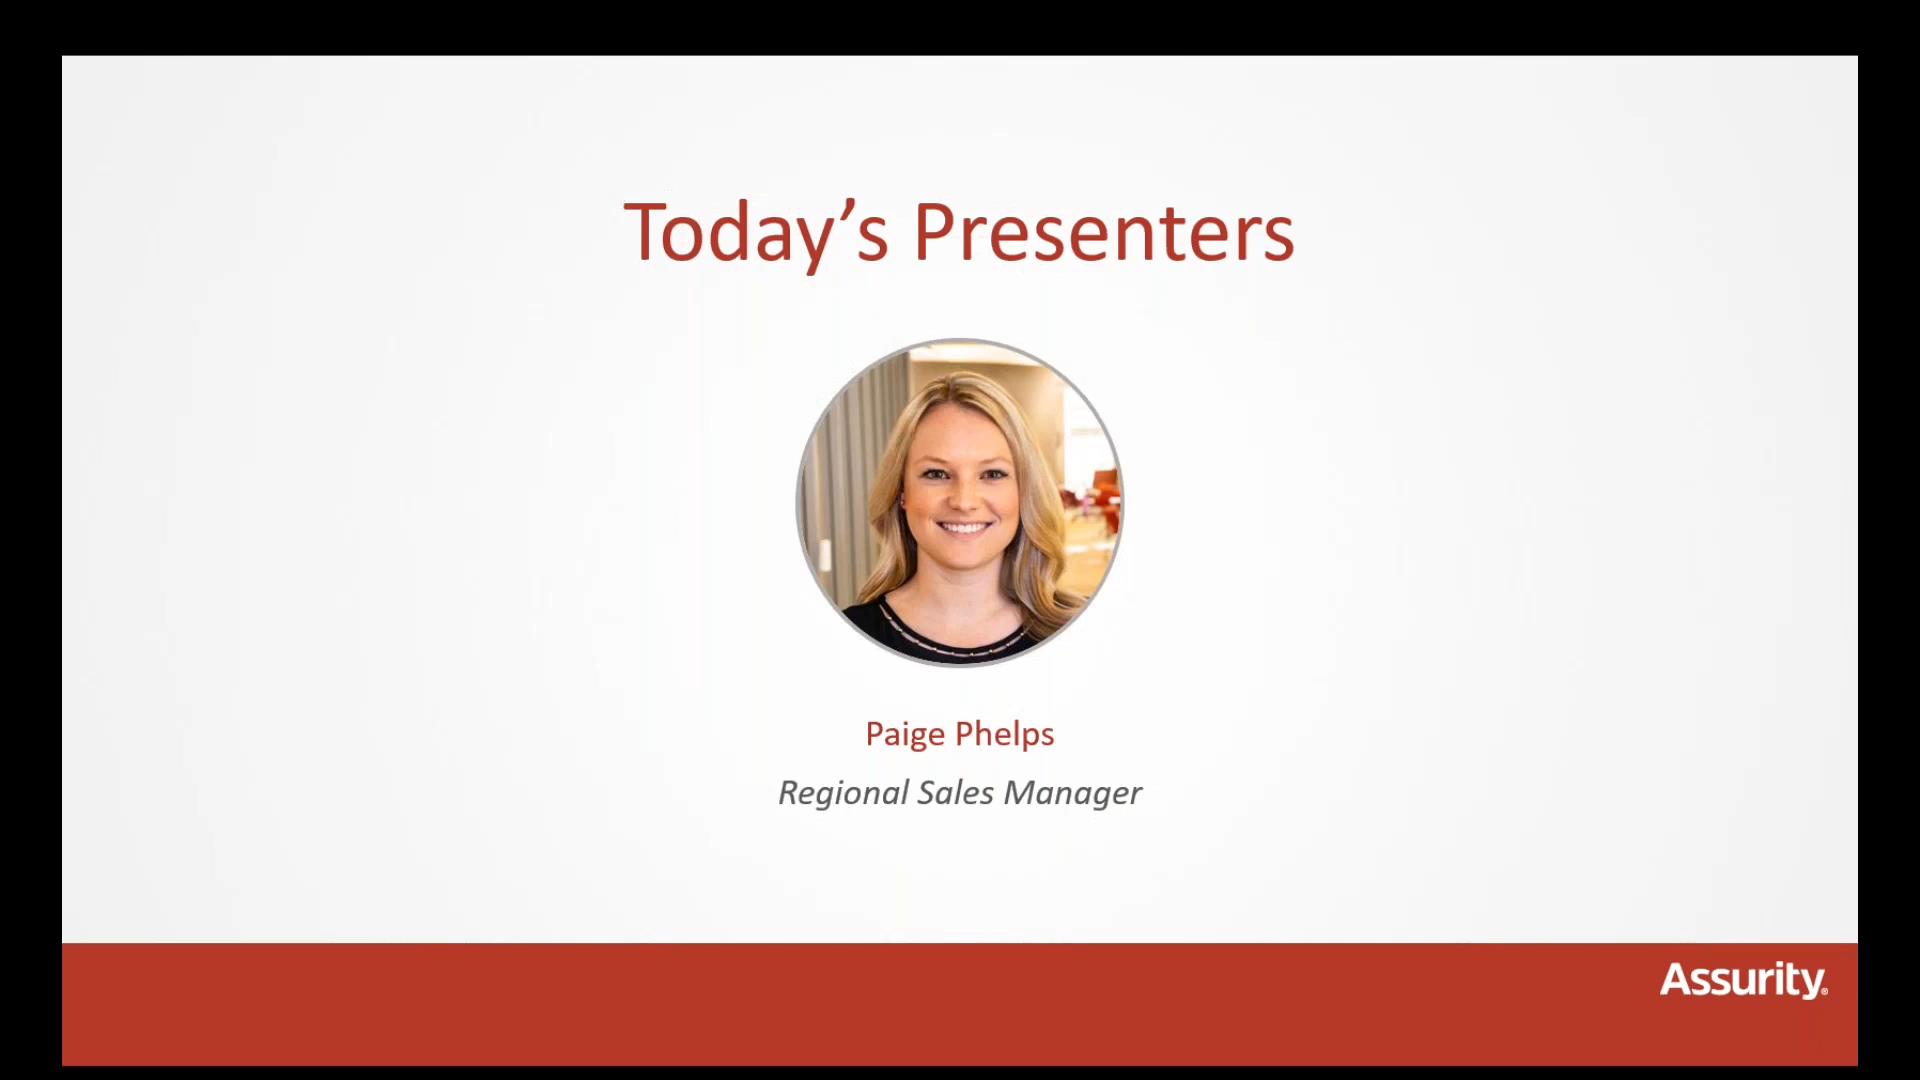 Today’s Presenters
Paige Phelps
Regional Sales Manager
Assurity®